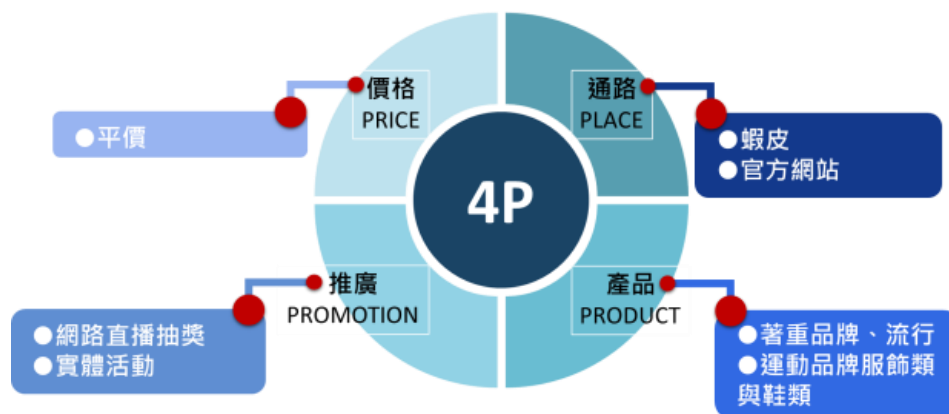 價格
PRICE
●平價
通路
PLACE
●蝦皮
●官方網站
4P
推廣
PROMOTION
●網路直播抽獎
●實體活動
產品
PRODUCT
●著重品牌、流行
●運動品牌服飾類
與鞋類